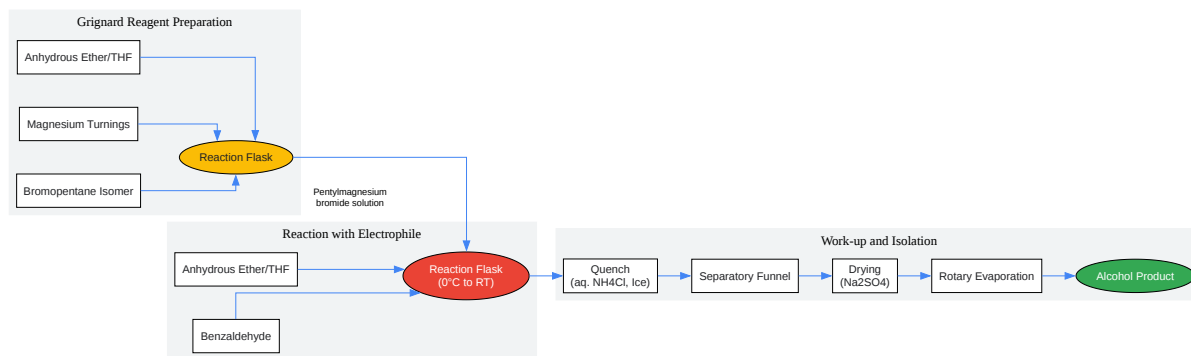 Grignard Reagent Preparation
Anhydrous Ether/THF
Magnesium Turnings
Reaction Flask
Bromopentane Isomer
Pentylmagnesium
bromide solution
Reaction with Electrophile
Anhydrous Ether/THF
Reaction Flask
(0°C to RT)
Benzaldehyde
Work-up and Isolation
Quench
(aq. NH4Cl, Ice)
Separatory Funnel
Drying
(Na2SO4)
Rotary Evaporation
Alcohol Product